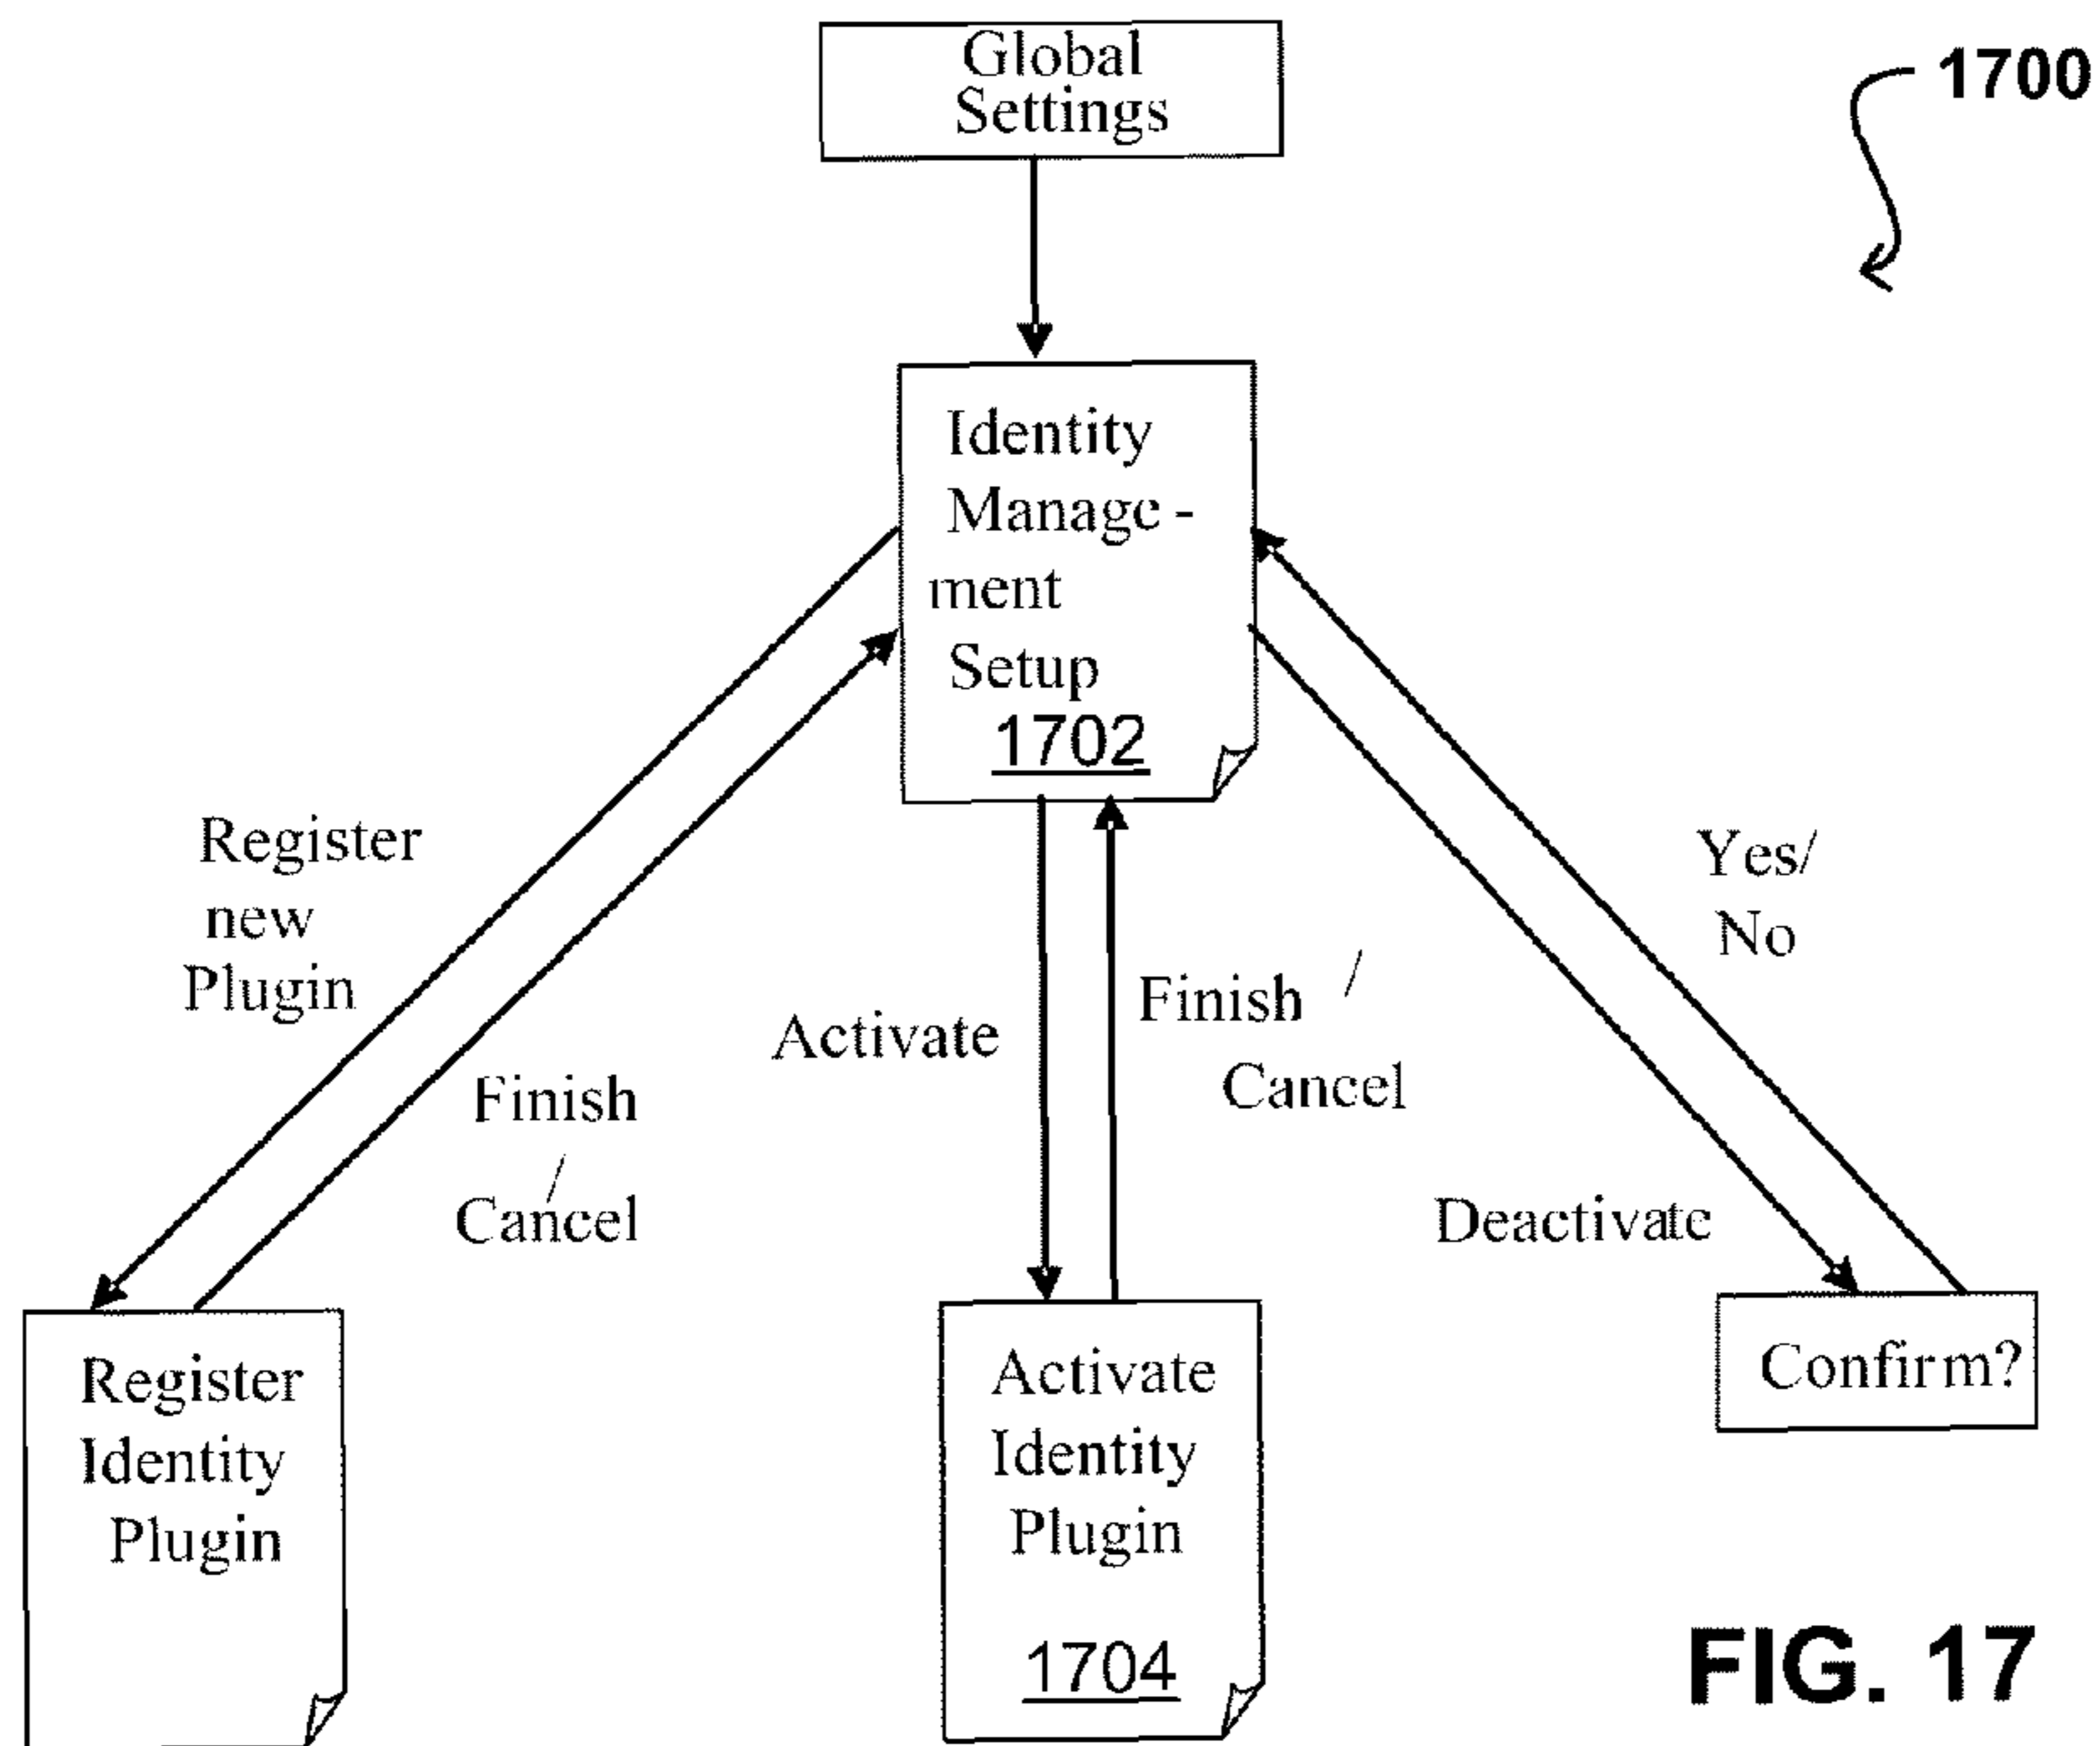 Global
Settings
1700
Identity
Manage -
ment
Setup
1702
Register
new
Plugin
Finish
/
Cancel
Activate
Finish /
Cancel
Yes/
No
Deactivate
Register
Identity
Plugin
Activate
Identity
Plugin
1704
Confirm?
FIG. 17